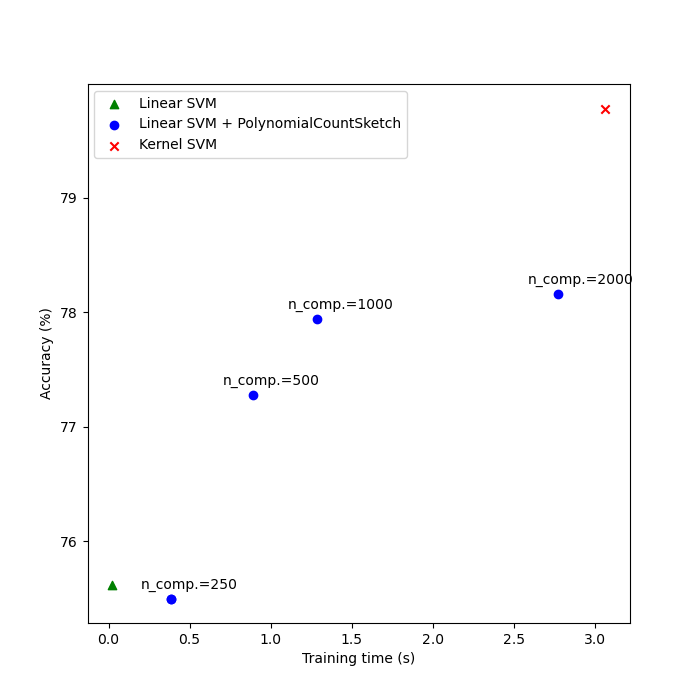 Linear SVM
Linear SVM + PolynomialCountSketch
Kernel SVM
79
78
77
76
Accuracy (%)
n_comp.=2000
n_comp.=1000
n_comp.=500
n_comp.=250
0.0 0.5 1.0 1.5 2.0 2.5 3.0
Training time (s)